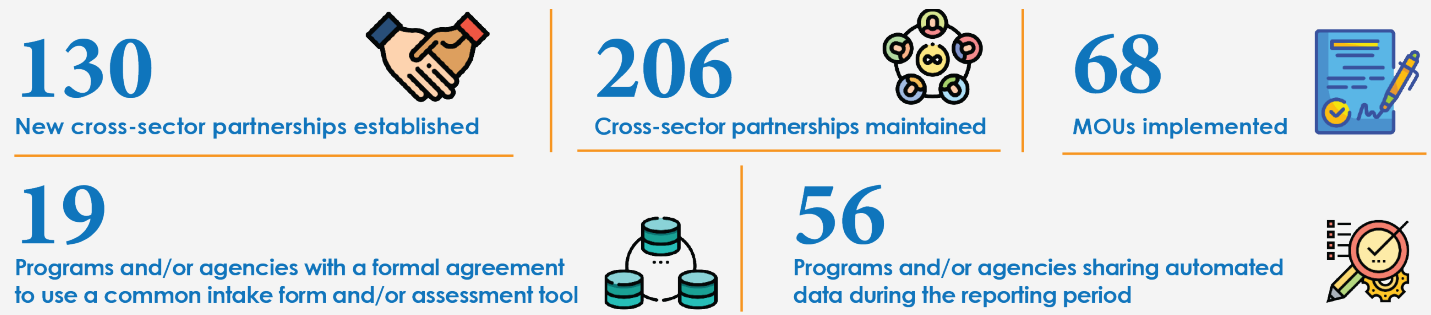 130
New cross-sector partnerships established
206
Cross-sector partnerships maintained
68
MOUs implemented
19
Programs and/or agencies with a formal agreement
to use a common intake form and/or assessment tool
56
Programs and/or agencies sharing automated
data during the reporting period